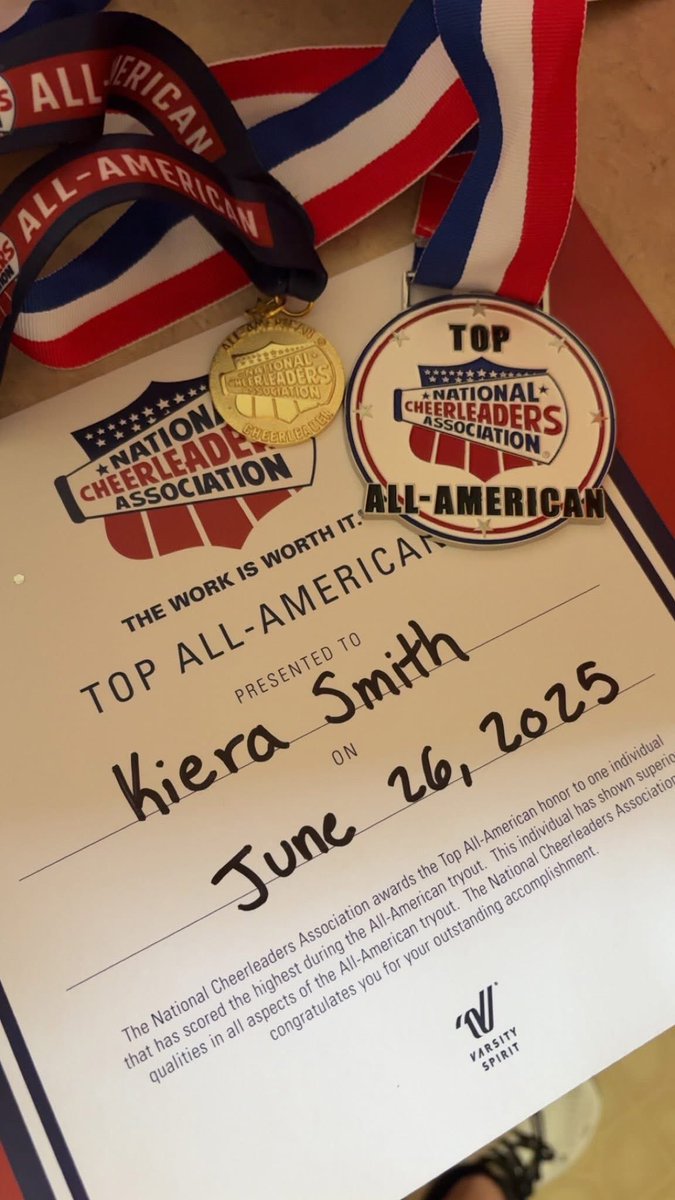 ALL-AMERICAN
ALL-AMERICAN
ALL-AMERICAN
NATIONAL
CHEERLEADERS
ASSOCIATION
CHEERLEADER
TOP
NATIONAL
CHEERLEADERS
ASSOCIATION
ALL-AMERICAN
NATIONAL
CHEERLEADERS
ASSOCIATION
THE WORK IS WORTH IT.
TOP ALL-AMERICAN
PRESENTED TO
Kiera Smith
ON
June 26, 2025
The National Cheerleaders Association awards the Top All-American honor to one individual
that has scored the highest during the All-American tryout. This individual has shown superior
qualities in all aspects of the All-American tryout. The National Cheerleaders Association
congratulates you for your outstanding accomplishment.
VARSITY
SPIRIT